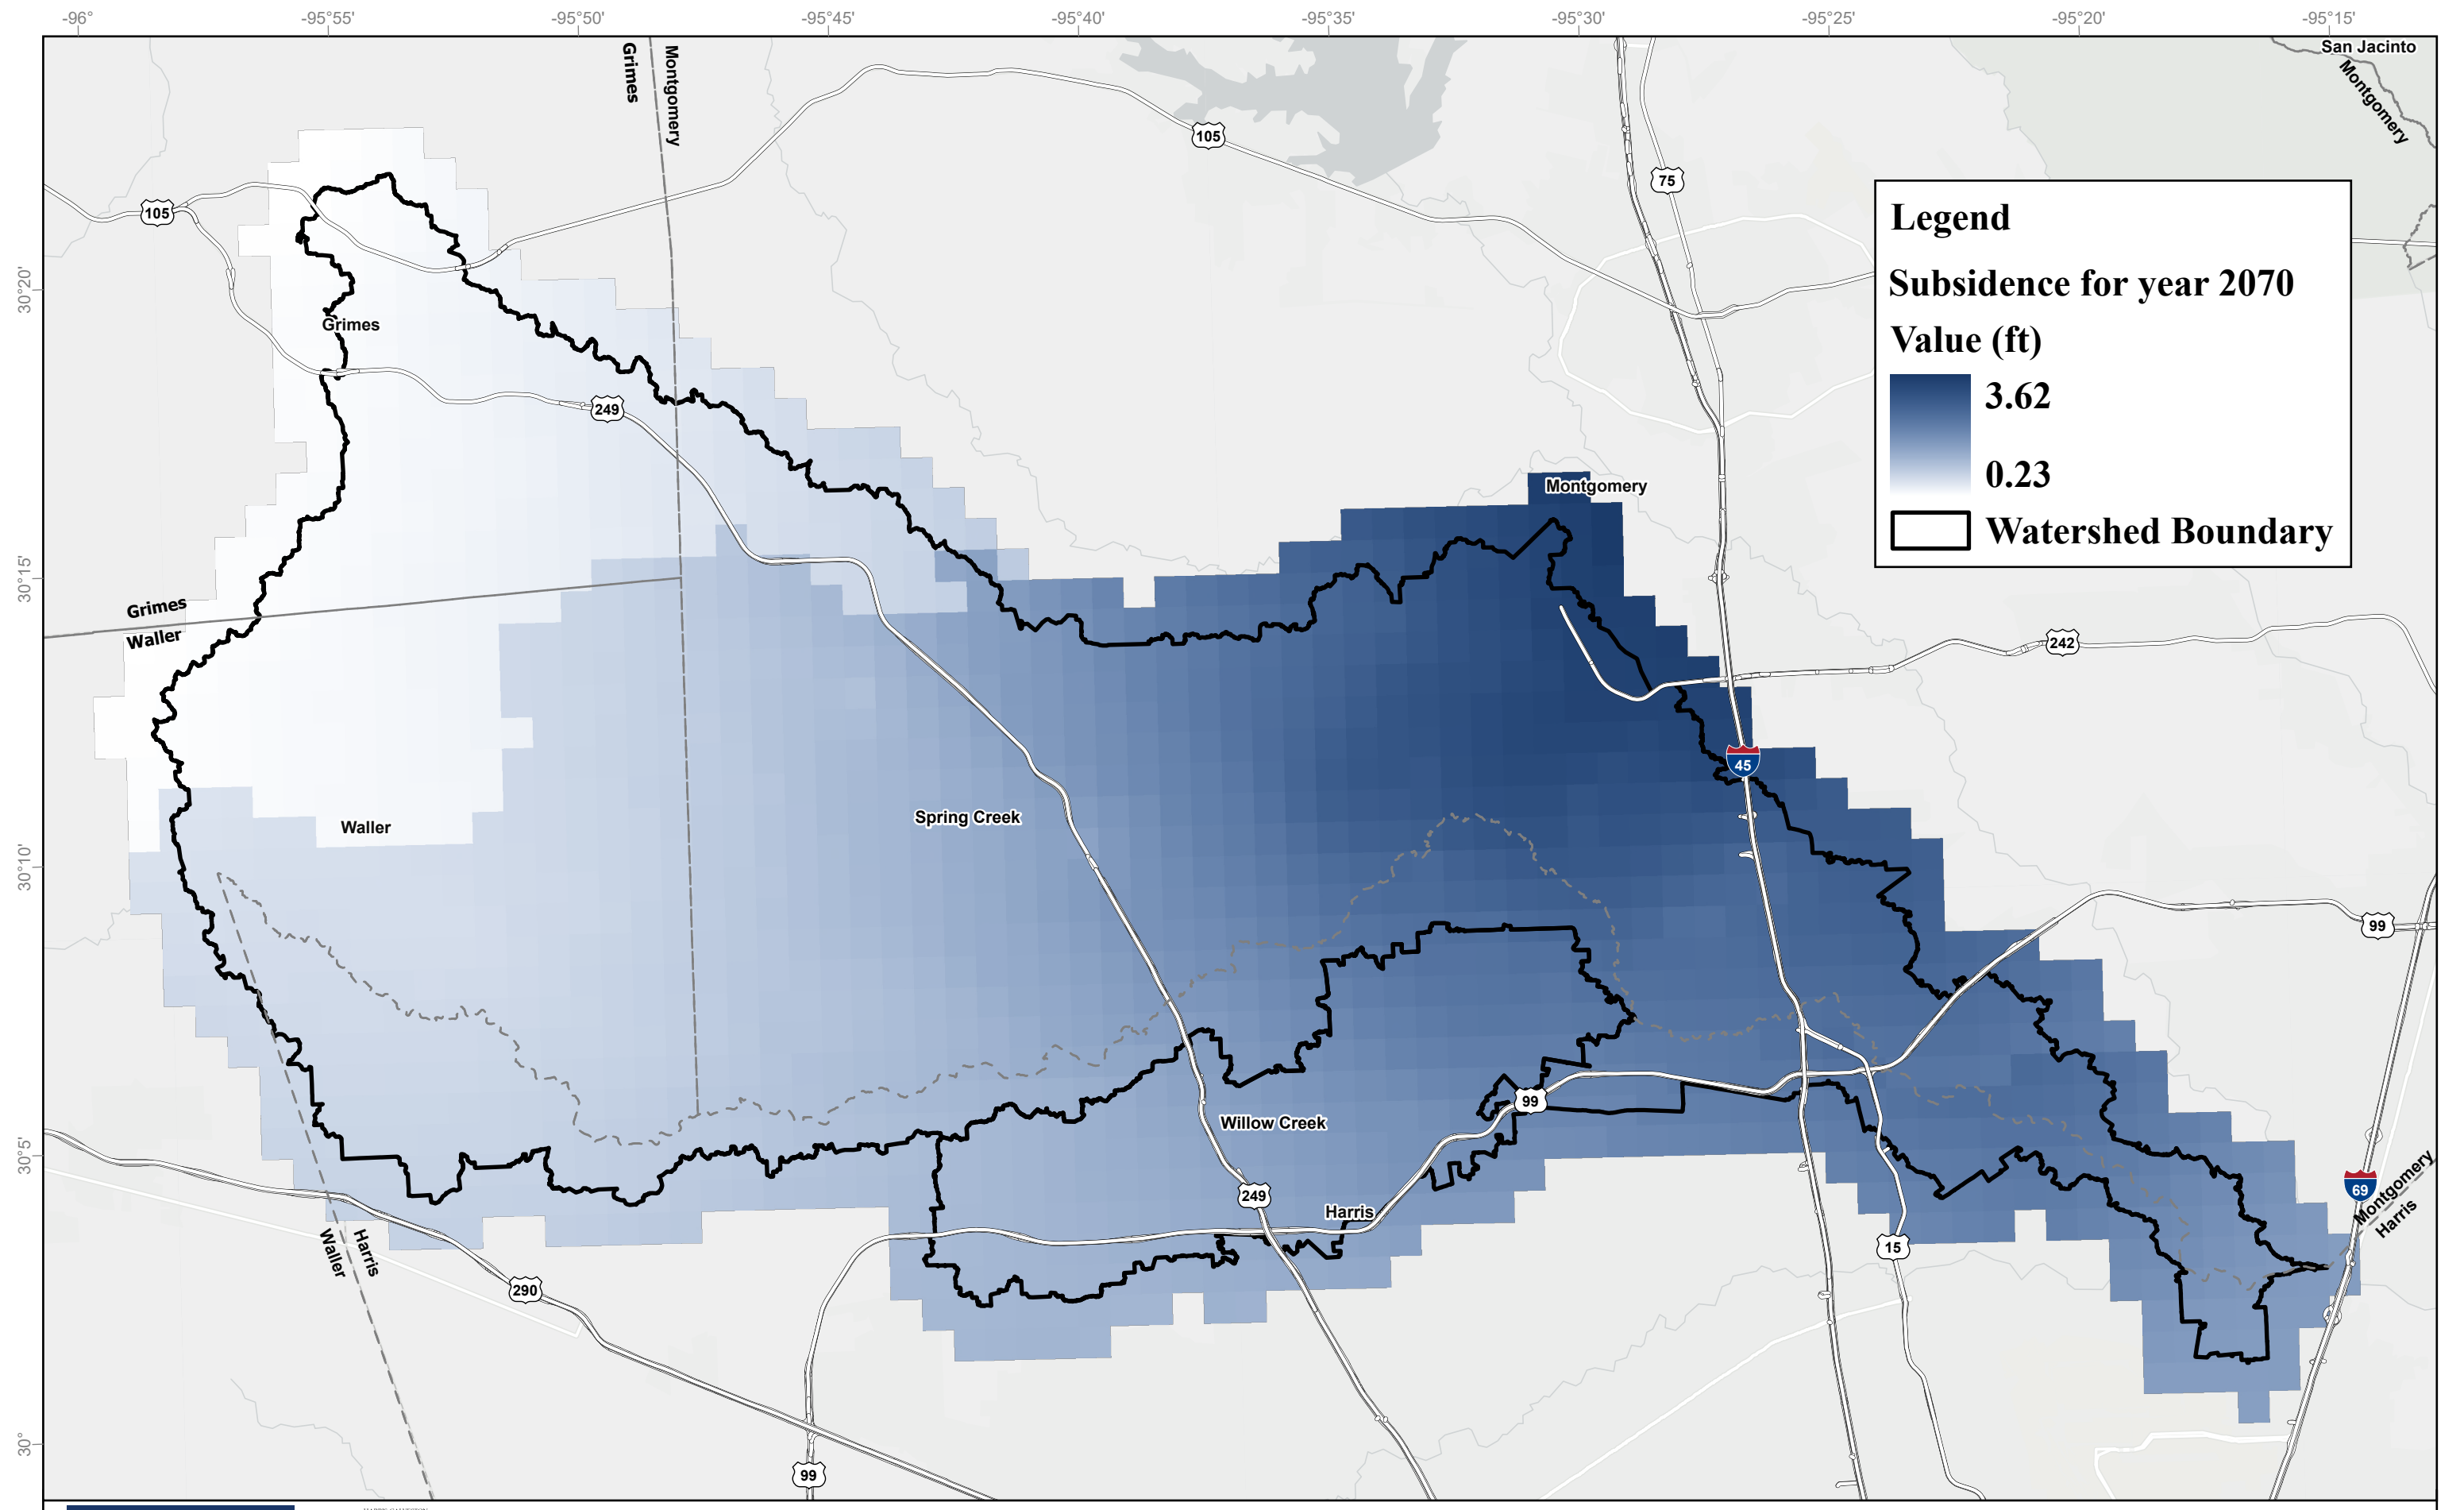 -96°
-95°55'
-95°50'
-95°45'
-95°40'
-95°35'
-95°30'
-95°25'
-95°20'
-95°15'
San Jacinto
Montgomery
Grimes
Montgomery
105
75
105
Legend
Subsidence for year 2070
Value (ft)
3.62
0.23
Watershed Boundary
30°20'
Grimes
249
Montgomery
30°15'
Grimes
Waller
242
45
Spring Creek
Waller
30°10'
99
99
Willow Creek
30°5'
69
Montgomery
Harris
249
Harris
Waller
Harris
15
290
30°
99